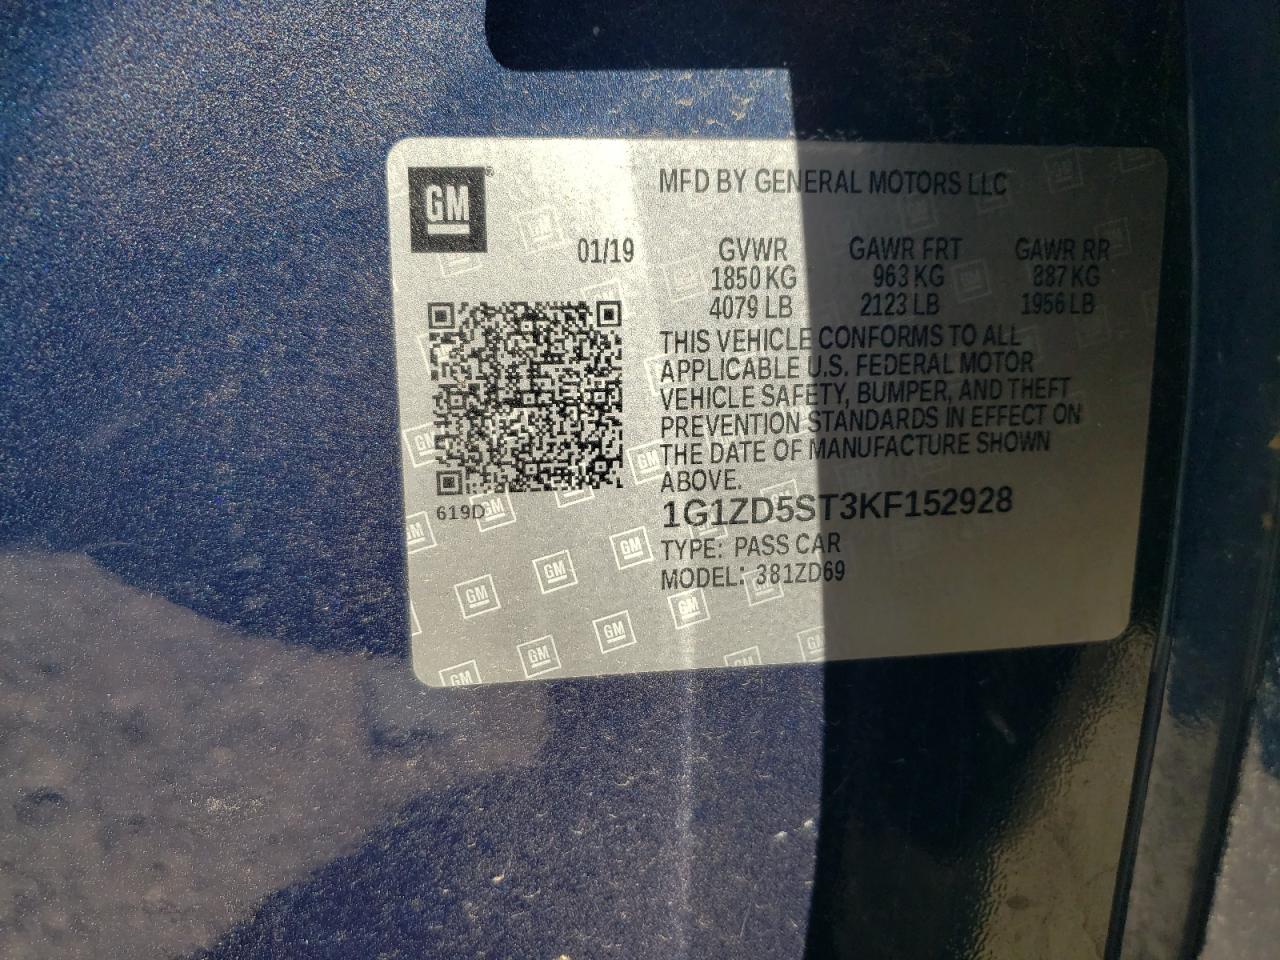 GM®
MFD BY GENERAL MOTORS LLC
01/19
GVWR GAWR FRT GAWR RR
1850 KG 963 KG 887 KG
4079 LB 2123 LB 1956 LB
THIS VEHICLE CONFORMS TO ALL
APPLICABLE U.S. FEDERAL MOTOR
VEHICLE SAFETY, BUMPER, AND THEFT
PREVENTION STANDARDS IN EFFECT ON
THE DATE OF MANUFACTURE SHOWN
ABOVE.
619D
1G1ZD5ST3KF152928
TYPE: PASS CAR
MODEL: 381ZD69